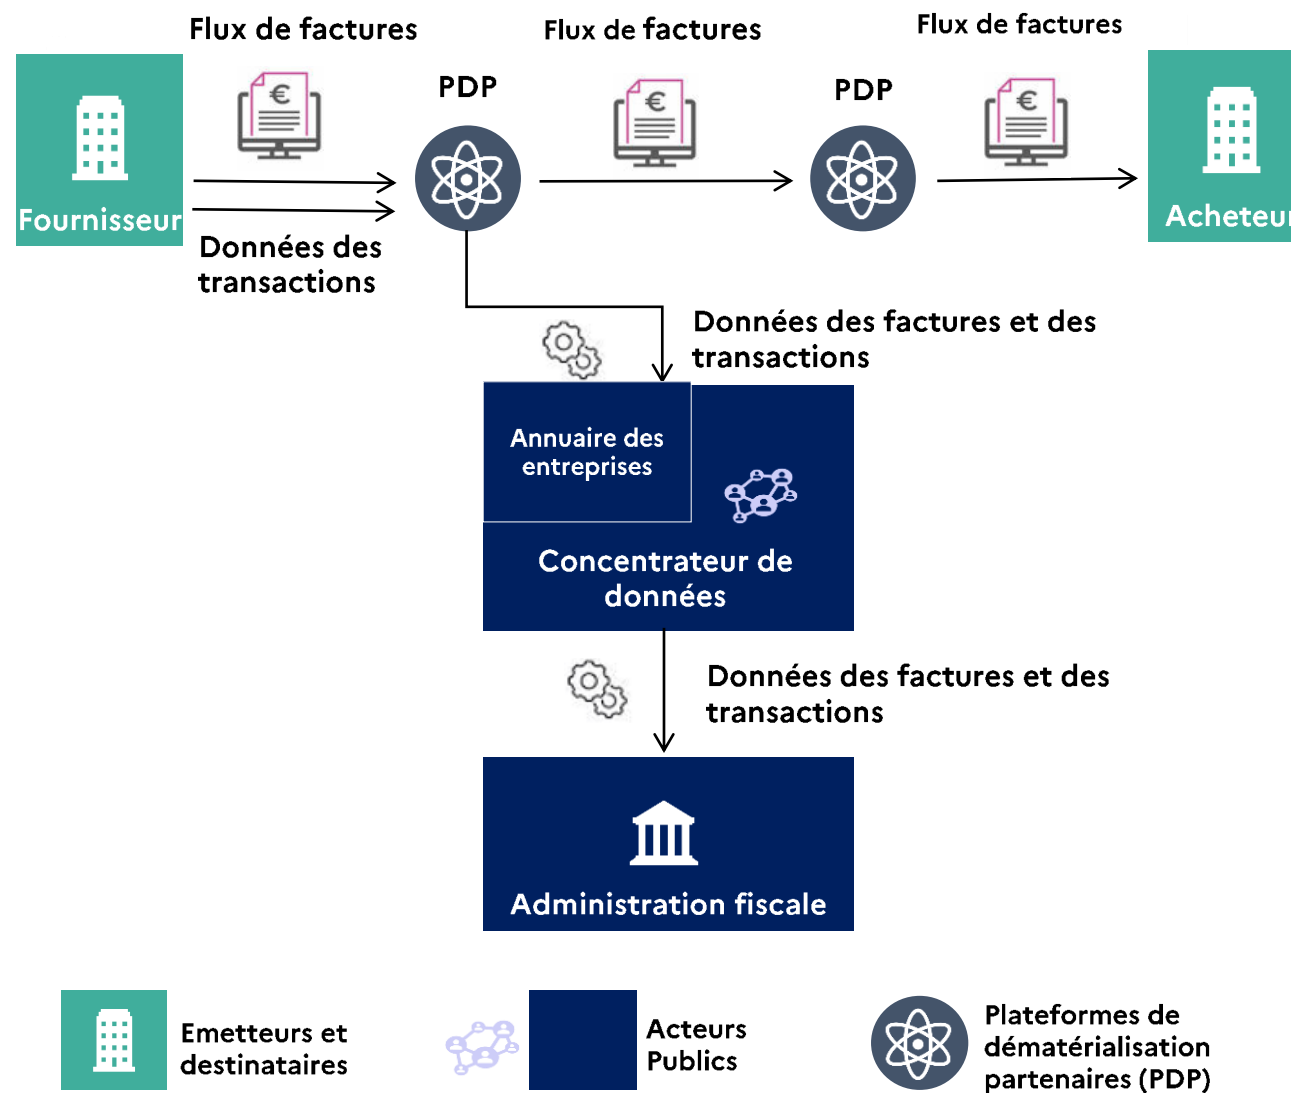 Flux de factures
Flux de factures
Flux de factures
PDP
PDP
€
€
€
Fournisseur
Acheteur
Données des
transactions
Données des factures et des
transactions
Annuaire des
entreprises
Concentrateur de
données
Données des factures et des
transactions
Administration fiscale
Emetteurs et
destinataires
Acteurs
Publics
Plateformes de
dématérialisation
partenaires (PDP)